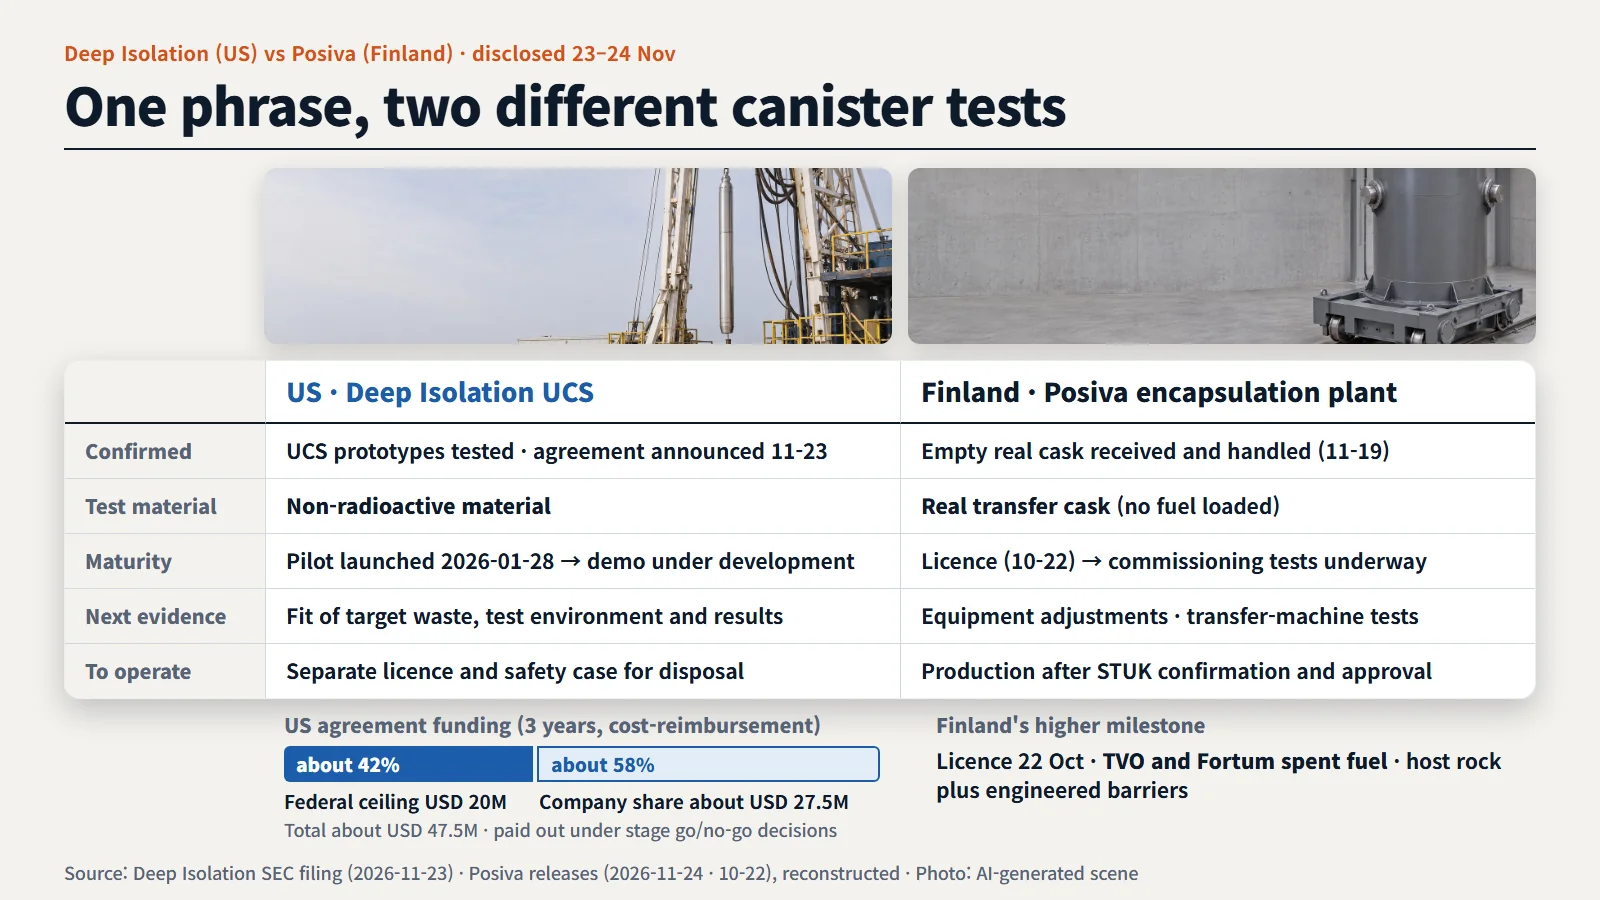 Deep Isolation (US) vs Posiva (Finland) · disclosed 23–24 Nov
One phrase, two different canister tests
US · Deep Isolation UCS
Finland · Posiva encapsulation plant
Confirmed
UCS prototypes tested · agreement announced 11-23
Empty real cask received and handled (11-19)
Test material
Non-radioactive material
Real transfer cask (no fuel loaded)
Maturity
Pilot launched 2026-01-28 → demo under development
Licence (10-22) → commissioning tests underway
Next evidence
Fit of target waste, test environment and results
Equipment adjustments · transfer-machine tests
To operate
Separate licence and safety case for disposal
Production after STUK confirmation and approval
US agreement funding (3 years, cost-reimbursement)
about 42%
about 58%
Federal ceiling USD 20M
Company share about USD 27.5M
Total about USD 47.5M · paid out under stage go/no-go decisions
Finland's higher milestone
Licence 22 Oct · TVO and Fortum spent fuel · host rock
plus engineered barriers
Source: Deep Isolation SEC filing (2026-11-23) · Posiva releases (2026-11-24 · 10-22), reconstructed · Photo: AI-generated scene